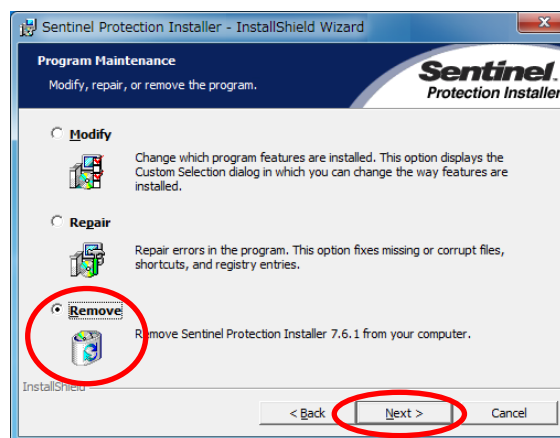 Sentinel Protection Installer - InstallShield Wizard
Program Maintenance
Modify, repair, or remove the program.
Sentinel.
Protection Installer
Modify
Change which program features are installed. This option displays the
Custom Selection dialog in which you can change the way features are
installed.
Repair
Repair errors in the program. This option fixes missing or corrupt files,
shortcuts, and registry entries.
Remove
Remove Sentinel Protection Installer 7.6.1 from your computer.
InstallShield
< Back Next > Cancel